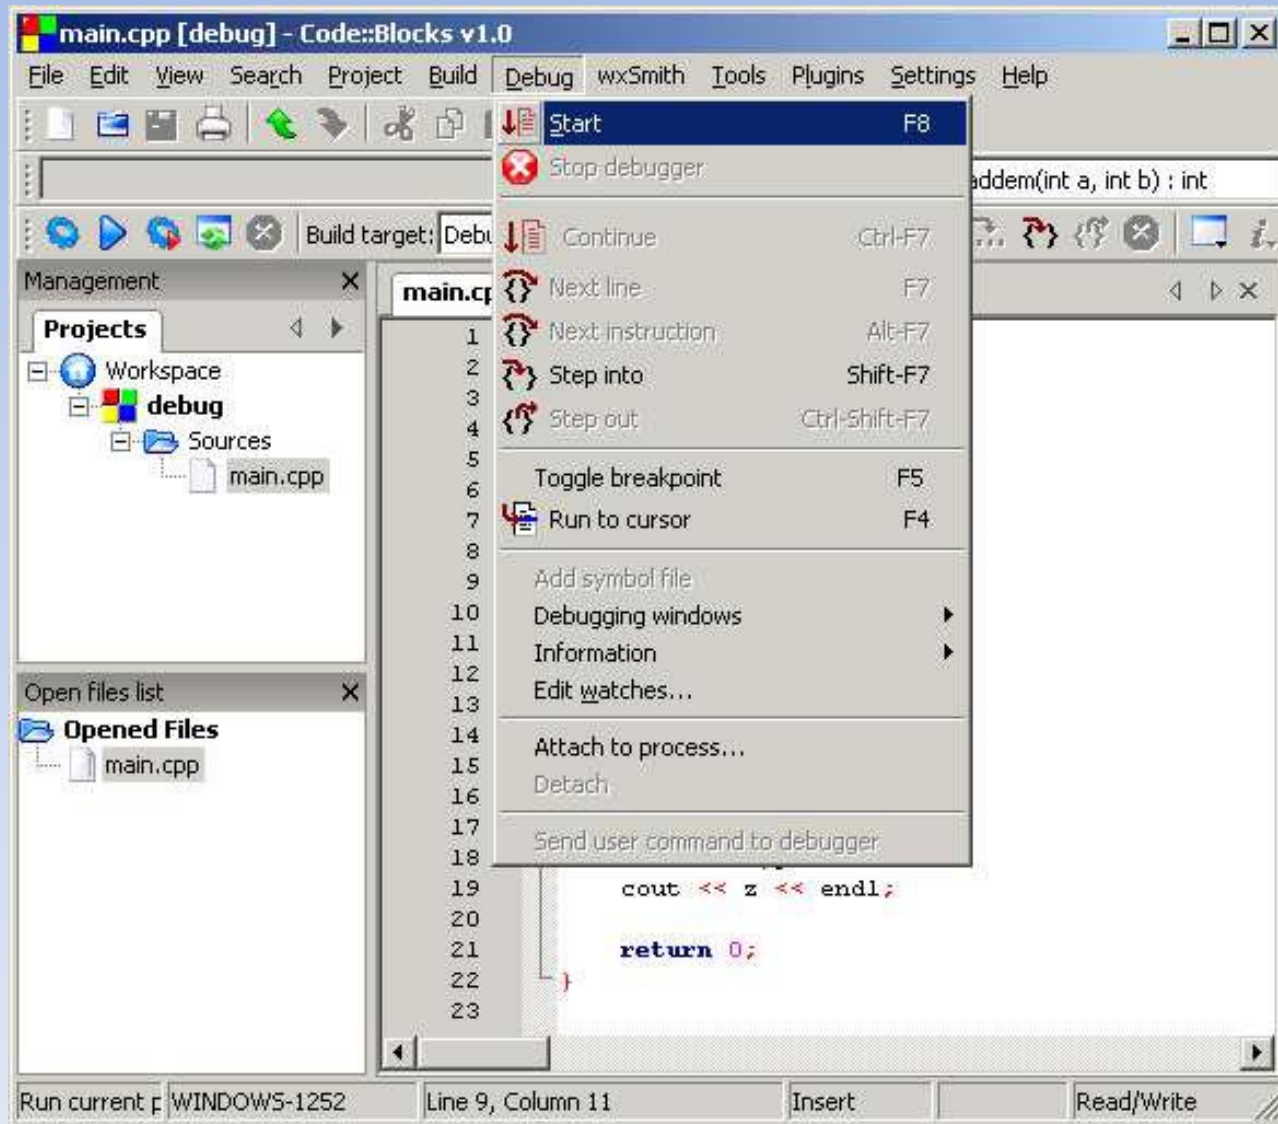 main.cpp [debug] - Code::Blocks v1.0
File Edit View Search Project Build Debug wxSmith Tools Plugins Settings Help
Start F8
Stop debugger
addem(int a, int b) : int
Build target: Debu
Continue Ctrl-F7
Management
main.cp
Next line F7
Projects
Next instruction Alt-F7
Workspace
Step into Shift-F7
debug
Step out Ctrl-Shift-F7
Sources
main.cpp
Toggle breakpoint F5
Run to cursor F4
Add symbol file
Debugging windows
Information
Edit watches...
Open files list
Opened Files
main.cpp
Attach to process...
Detach
Send user command to debugger
1
2
3
4
5
6
7
8
9
10
11
12
13
14
15
16
17
18
19 cout << z << endl;
20
21 return 0;
22 }
23
Run current p WINDOWS-1252 Line 9, Column 11 Insert Read/Write